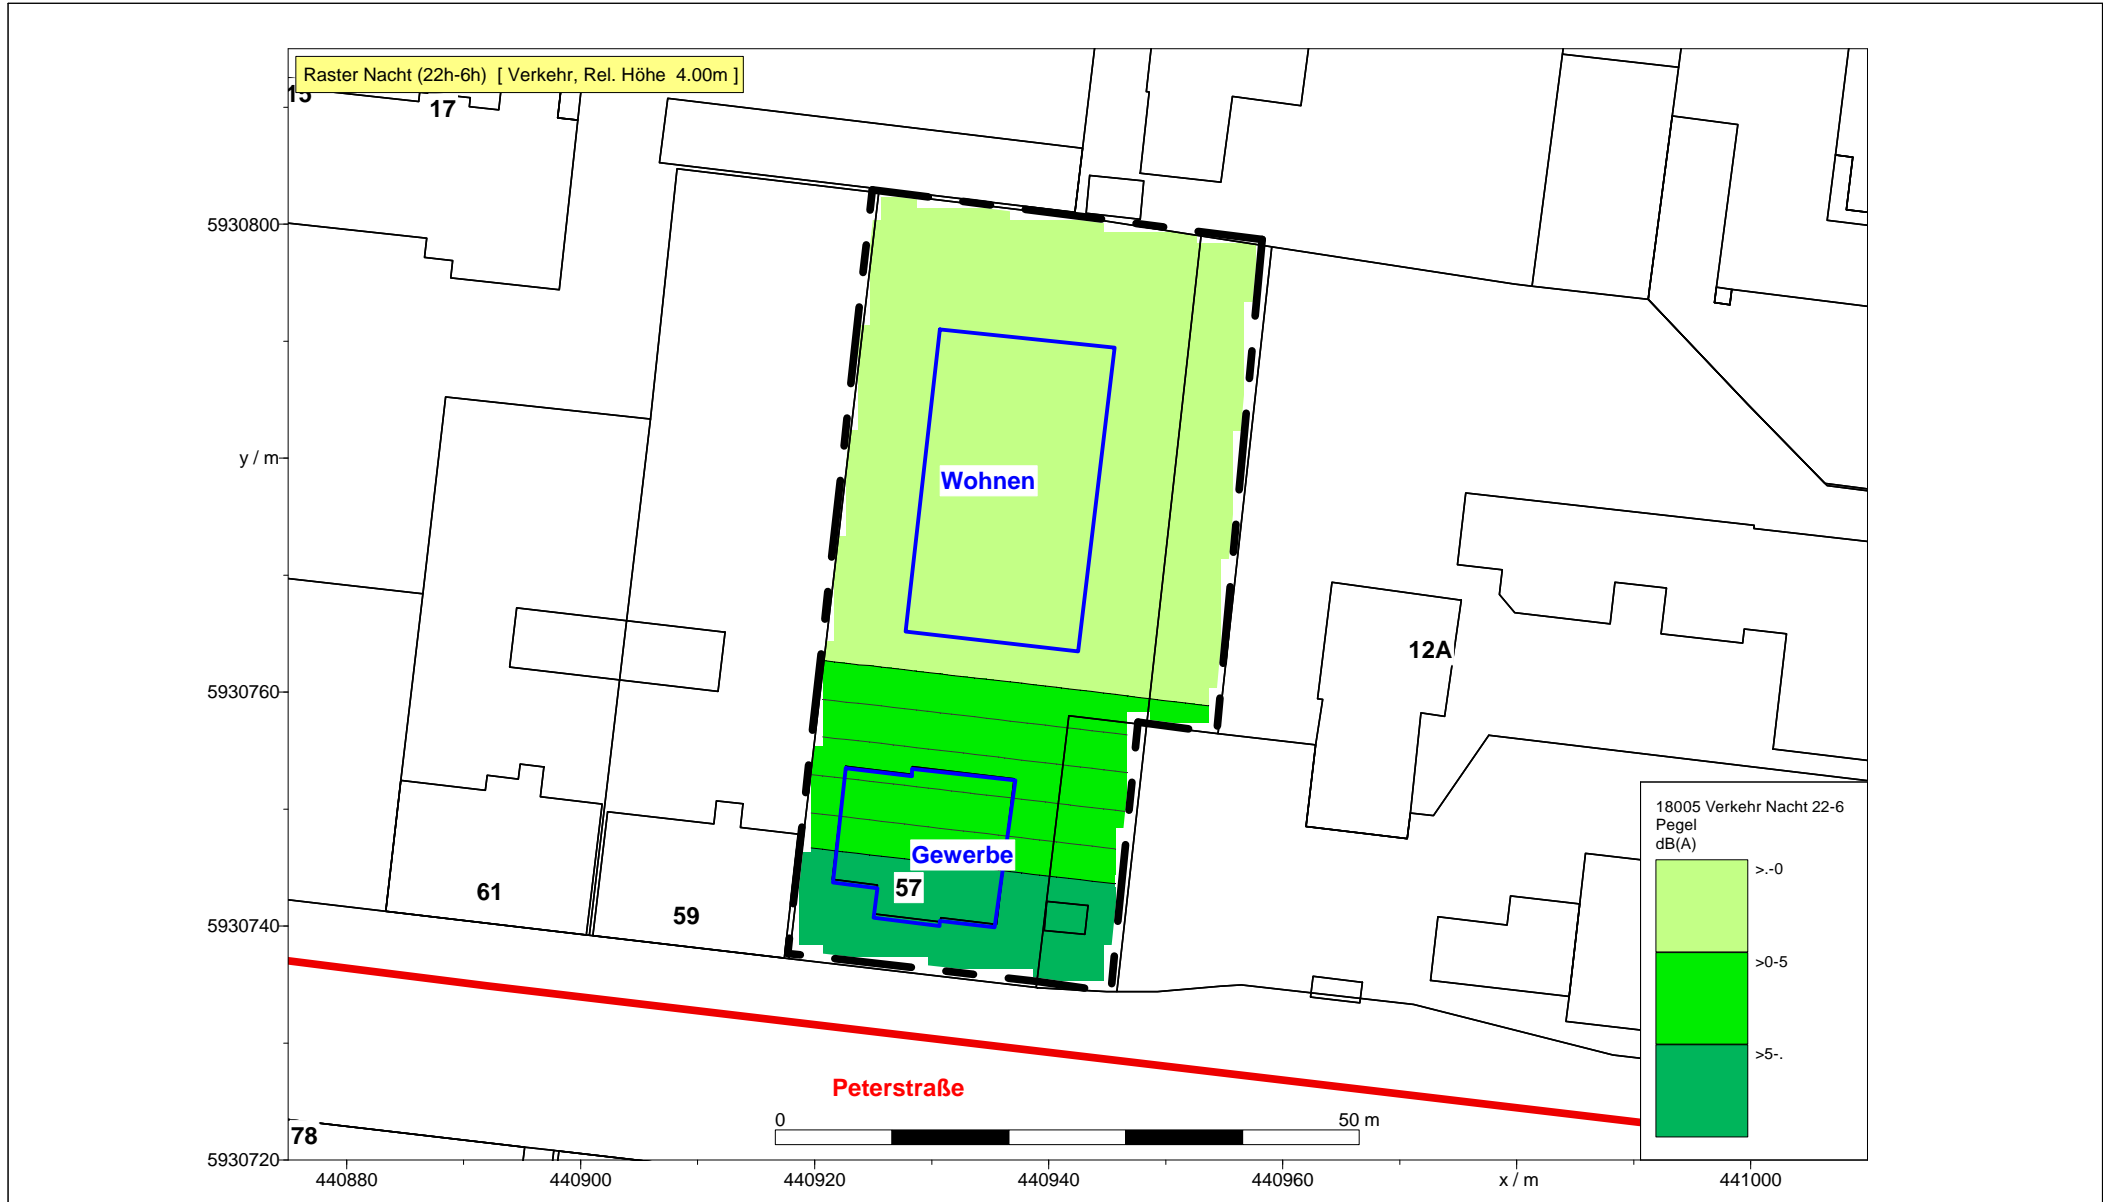 Raster Nacht (22h-6h) [ Verkehr, Rel. Höhe 4.00m ]
15
17
5930800
y / m
Wohnen
12A
5930760
18005 Verkehr Nacht 22-6
Pegel
dB(A)
>.-0
>0-5
>5-.
Gewerbe
57
61
59
5930740
Peterstraße
0
50 m
78
5930720
440880
440900
440920
440940
440960
x / m
441000